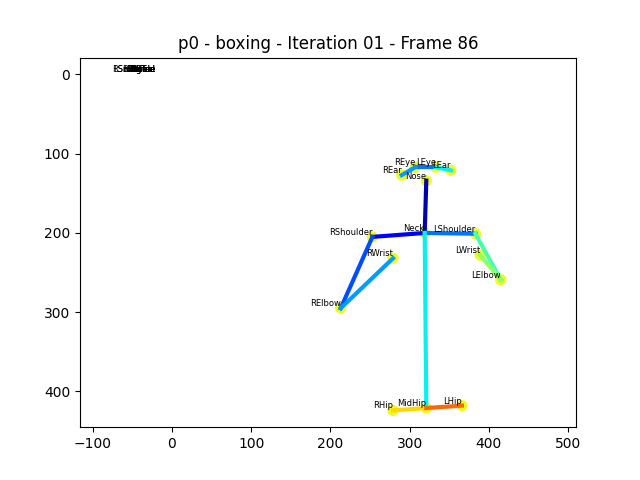 p0 - boxing - Iteration 01 - Frame 86
0
100
REye LEye
REar LEar
Nose
200
RShoulder Neck LShoulder
RWrist LWrist
LElbow
300
RElbow
400
RHip MidHip LHip
−100 0 100 200 300 400 500